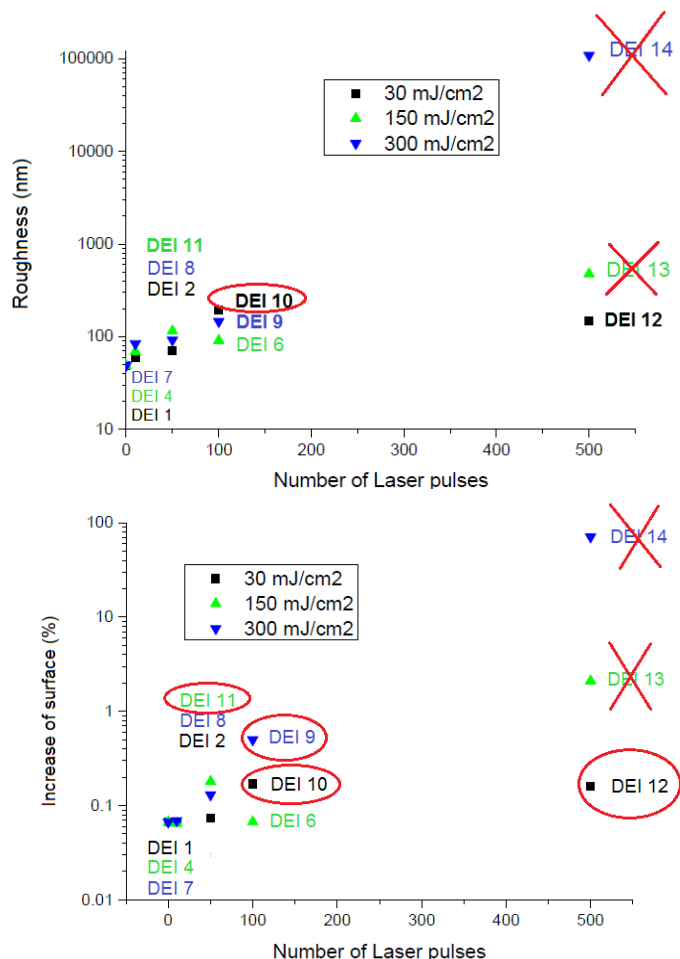 100000
10000
1000
100
10
Roughness (nm)
30 mJ/cm2
150 mJ/cm2
300 mJ/cm2
DEI 14
DEI 11
DEI 8
DEI 2
DEI 10
DEI 9
DEI 6
DEI 13
DEI 12
DEI 7
DEI 4
DEI 1
0 100 200 300 400 500
Number of Laser pulses
100
10
1
0.1
0.01
Increase of surface (%)
30 mJ/cm2
150 mJ/cm2
300 mJ/cm2
DEI 14
DEI 13
DEI 11
DEI 8
DEI 2
DEI 9
DEI 10
DEI 12
DEI 6
DEI 1
DEI 4
DEI 7
0 100 200 300 400 500
Number of Laser pulses